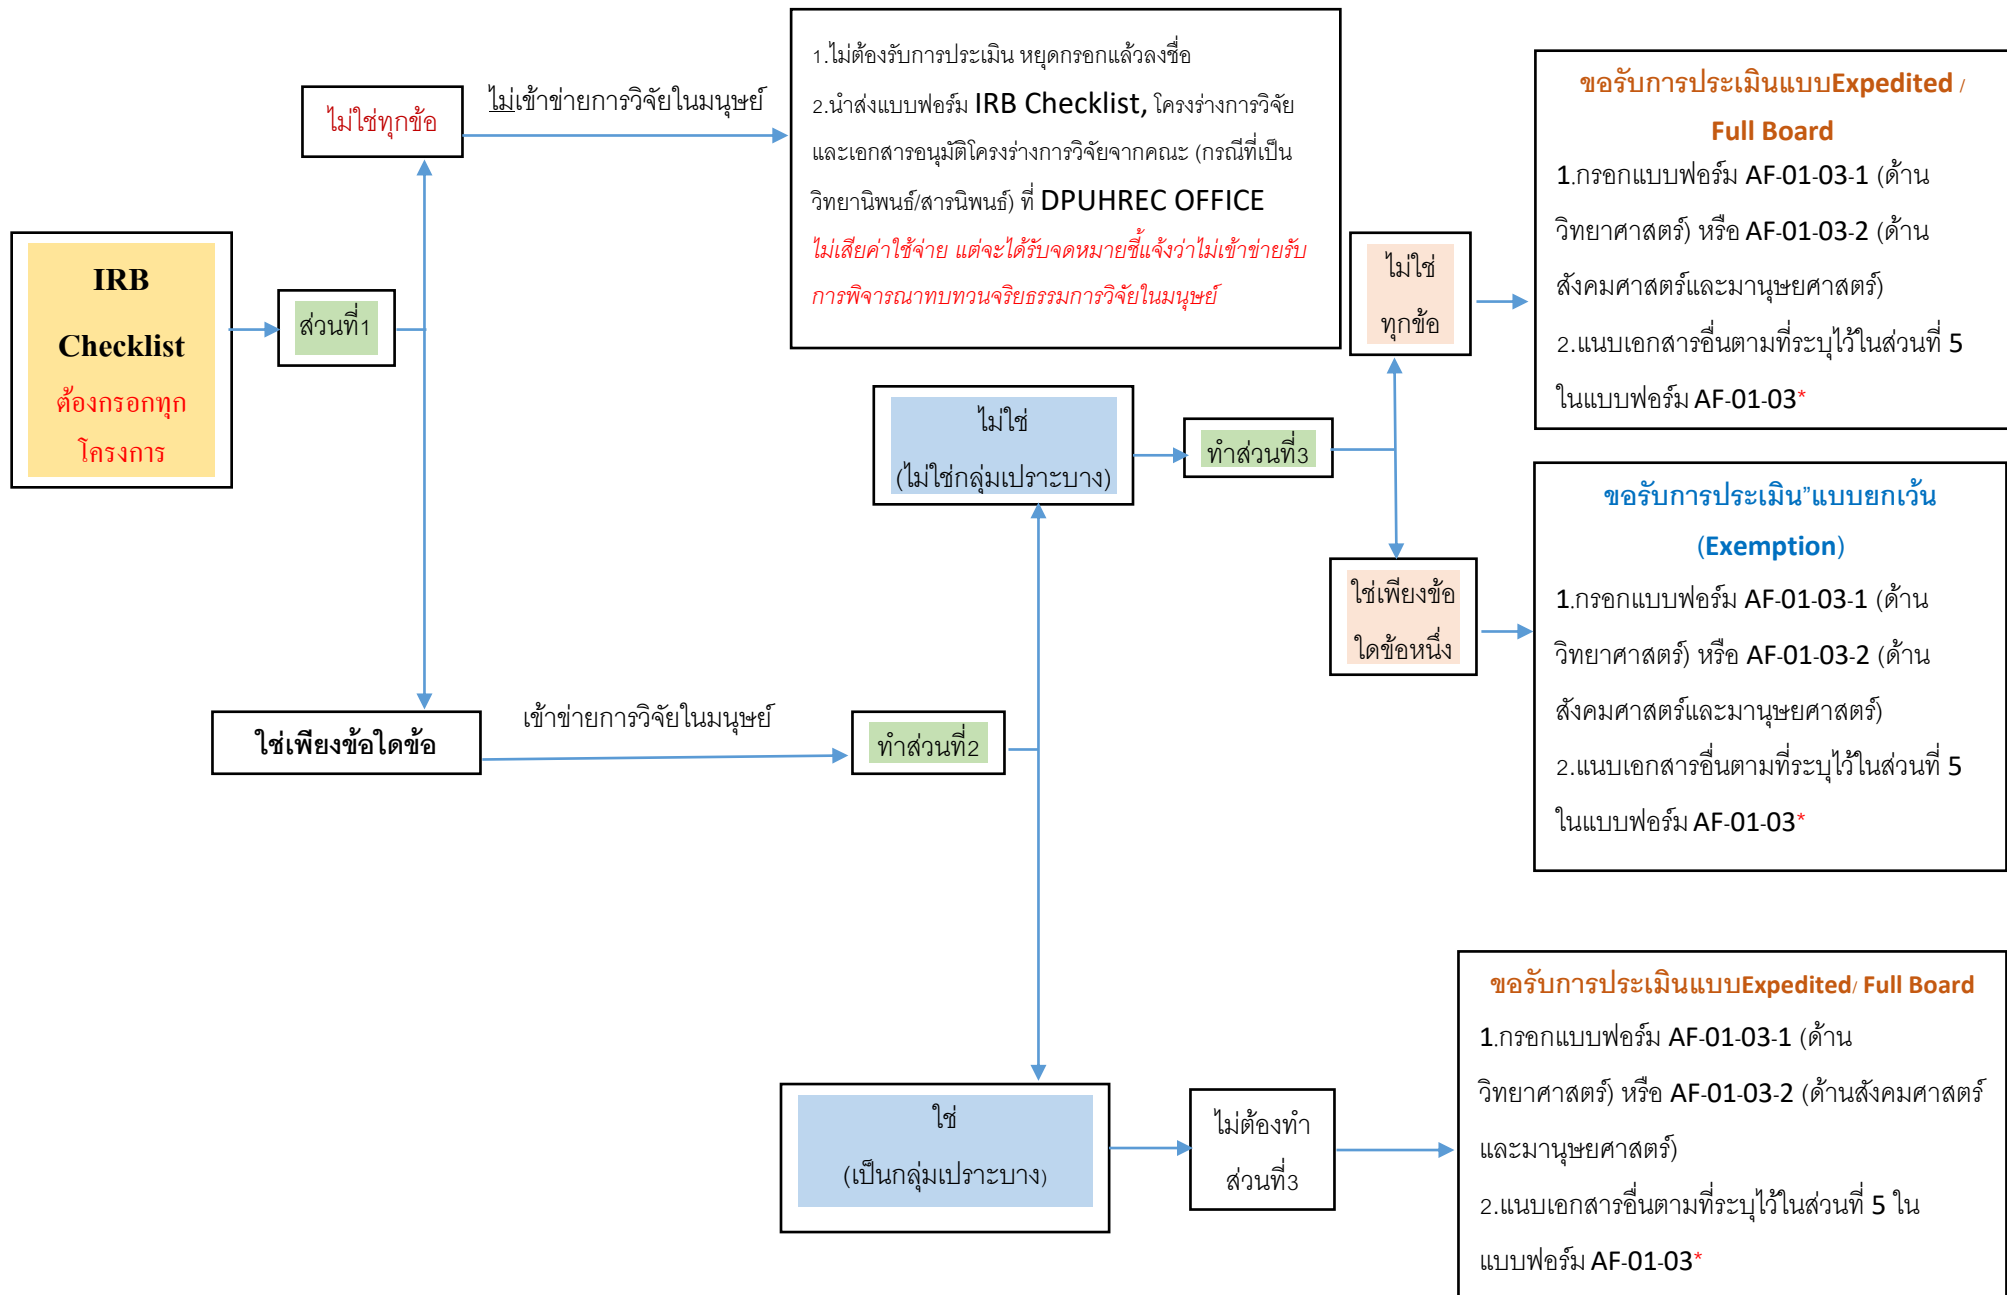 IRB
Checklist
ต้องกรอกทุก
โครงการ
ส่วนที่1
ไม่ใช่ทุกข้อ
ไม่เข้าข่ายการวิจัยในมนุษย์
1.ไม่ต้องรับการประเมิน หยุดกรอกแล้วลงชื่อ
2.นำส่งแบบฟอร์ม IRB Checklist, โครงร่างการวิจัย
และเอกสารอนุมัติโครงร่างการวิจัยจากคณะ (กรณีที่เป็น
วิทยานิพนธ์/สารนิพนธ์) ที่ DPUHREC OFFICE
ไม่เสียค่าใช้จ่าย แต่จะได้รับจดหมายชี้แจ้งว่าไม่เข้าข่ายรับ
การพิจารณาทบทวนจริยธรรมการวิจัยในมนุษย์
ใช่เพียงข้อใดข้อ
เข้าข่ายการวิจัยในมนุษย์
ทำส่วนที่2
ไม่ใช่
(ไม่ใช่กลุ่มเปราะบาง)
ทำส่วนที่3
ไม่ใช่
ทุกข้อ
ขอรับการประเมินแบบExpedited /
Full Board
1.กรอกแบบฟอร์ม AF-01-03-1 (ด้าน
วิทยาศาสตร์) หรือ AF-01-03-2 (ด้าน
สังคมศาสตร์และมานุษยศาสตร์)
2.แนบเอกสารอื่นตามที่ระบุไว้ในส่วนที่ 5
ในแบบฟอร์ม AF-01-03*
ใช่เพียงข้อ
ใดข้อหนึ่ง
ขอรับการประเมิน"แบบยกเว้น
(Exemption)
1.กรอกแบบฟอร์ม AF-01-03-1 (ด้าน
วิทยาศาสตร์) หรือ AF-01-03-2 (ด้าน
สังคมศาสตร์และมานุษยศาสตร์)
2.แนบเอกสารอื่นตามที่ระบุไว้ในส่วนที่ 5
ในแบบฟอร์ม AF-01-03*
ใช่
(เป็นกลุ่มเปราะบาง)
ไม่ต้องทำ
ส่วนที่3
ขอรับการประเมินแบบExpedited/ Full Board
1.กรอกแบบฟอร์ม AF-01-03-1 (ด้าน
วิทยาศาสตร์) หรือ AF-01-03-2 (ด้านสังคมศาสตร์
และมานุษยศาสตร์)
2.แนบเอกสารอื่นตามที่ระบุไว้ในส่วนที่ 5 ใน
แบบฟอร์ม AF-01-03*